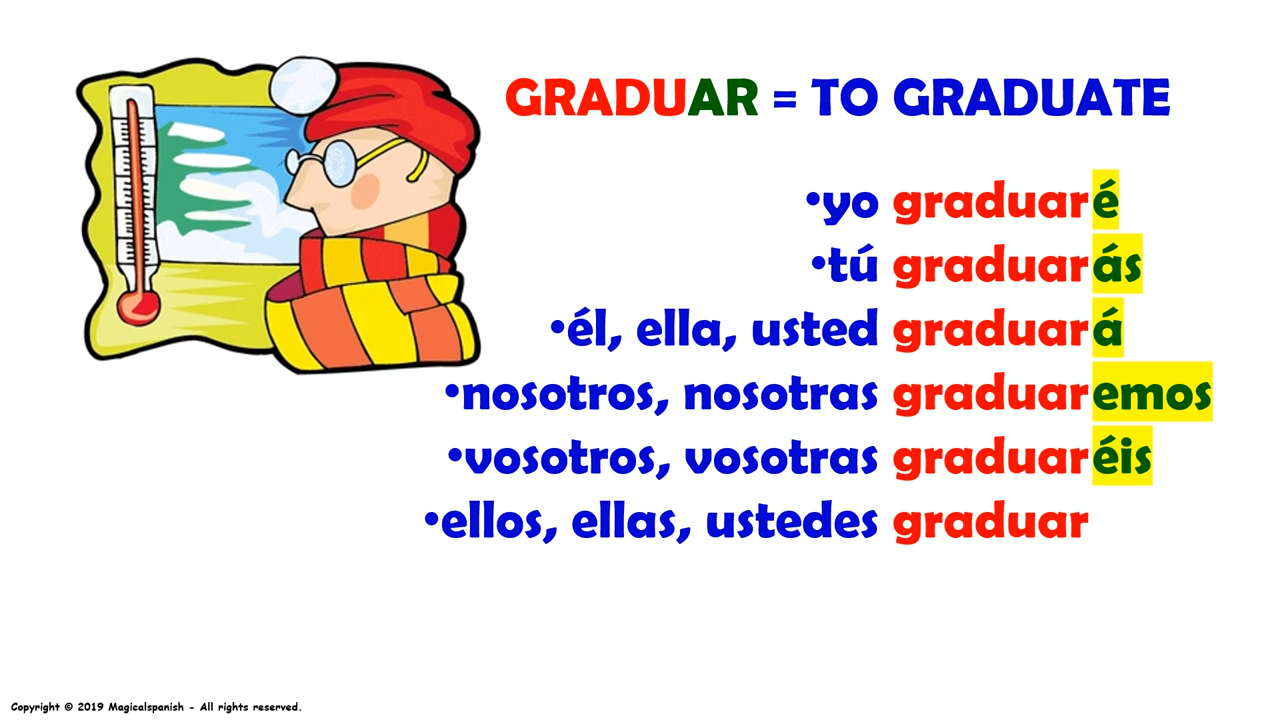 GRADUAR = TO GRADUATE
•yo graduaré
•tú graduarás
•él, ella, usted graduará
•nosotros, nosotras graduaremos
•vosotros, vosotras graduaréis
•ellos, ellas, ustedes graduar
Copyright © 2019 Magicalspanish - All rights reserved.